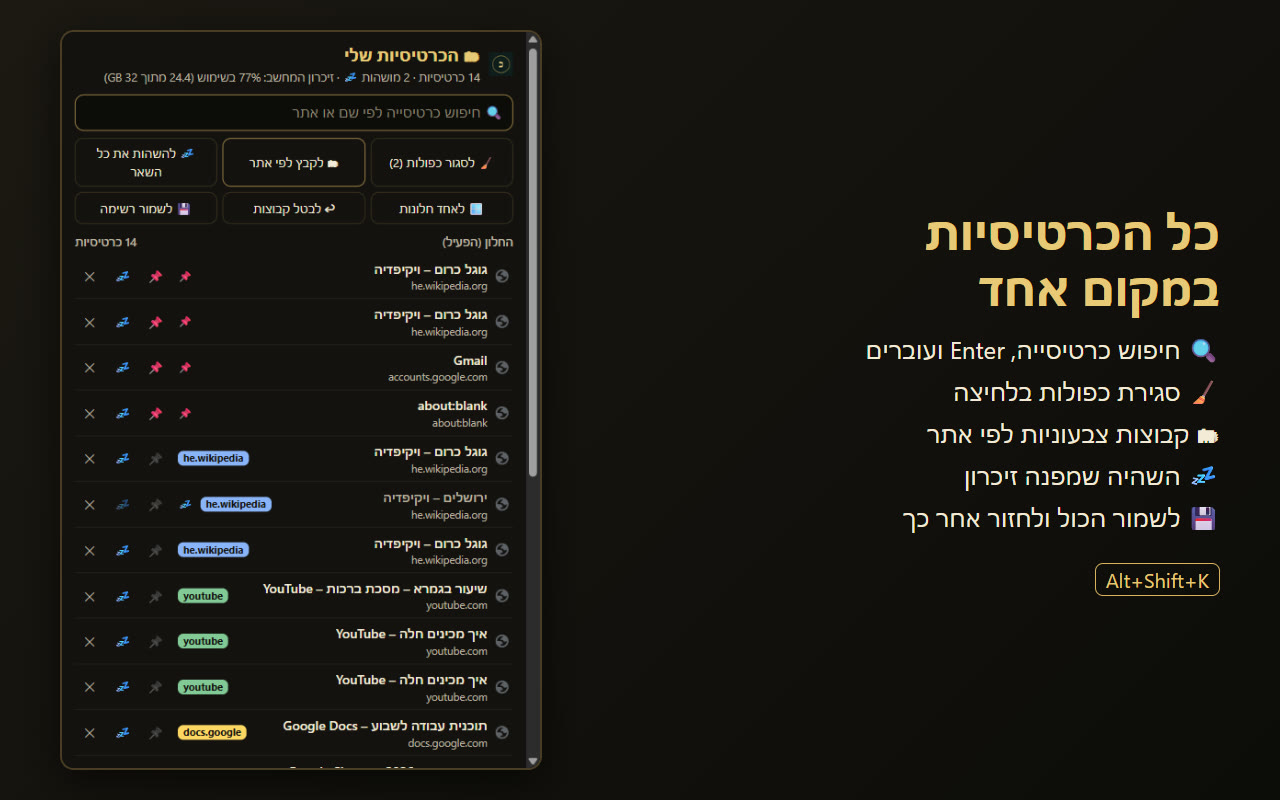 כל הכרטיסיות
במקום אחד
🔍 חיפוש כרטיסייה, Enter ועוברים
🧹 סגירת כפולות בלחיצה
🗂 קבוצות צבעוניות לפי אתר
💤 השהיה שמפנה זיכרון
💾 לשמור הכול ולחזור אחר כך
Alt+Shift+K
הכרטיסיות שלי
14 כרטיסיות · 2 מושהות 💤 · זיכרון המחשב: 77% בשימוש (24.4 מתוך 32 GB)
🔍 חיפוש כרטיסייה לפי שם או אתר
🧹 לסגור כפולות (2)
🗂 לקבץ לפי אתר
💤 להשהות את כל
השאר
לאחד חלונות
↩ לבטל קבוצות
💾 לשמור רשימה
החלון (הפעיל)
14 כרטיסיות
גוגל כרום – ויקיפדיה
he.wikipedia.org
גוגל כרום – ויקיפדיה
he.wikipedia.org
Gmail
accounts.google.com
about:blank
about:blank
גוגל כרום – ויקיפדיה
he.wikipedia
he.wikipedia.org
ירושלים – ויקיפדיה
he.wikipedia
he.wikipedia.org
גוגל כרום – ויקיפדיה
he.wikipedia
he.wikipedia.org
שיעור בגמרא – מסכת ברכות – YouTube
youtube
youtube.com
איך מכינים חלה – YouTube
youtube
youtube.com
איך מכינים חלה – YouTube
youtube
youtube.com
תוכנית עבודה לשבוע – Google Docs
docs.google
docs.google.com